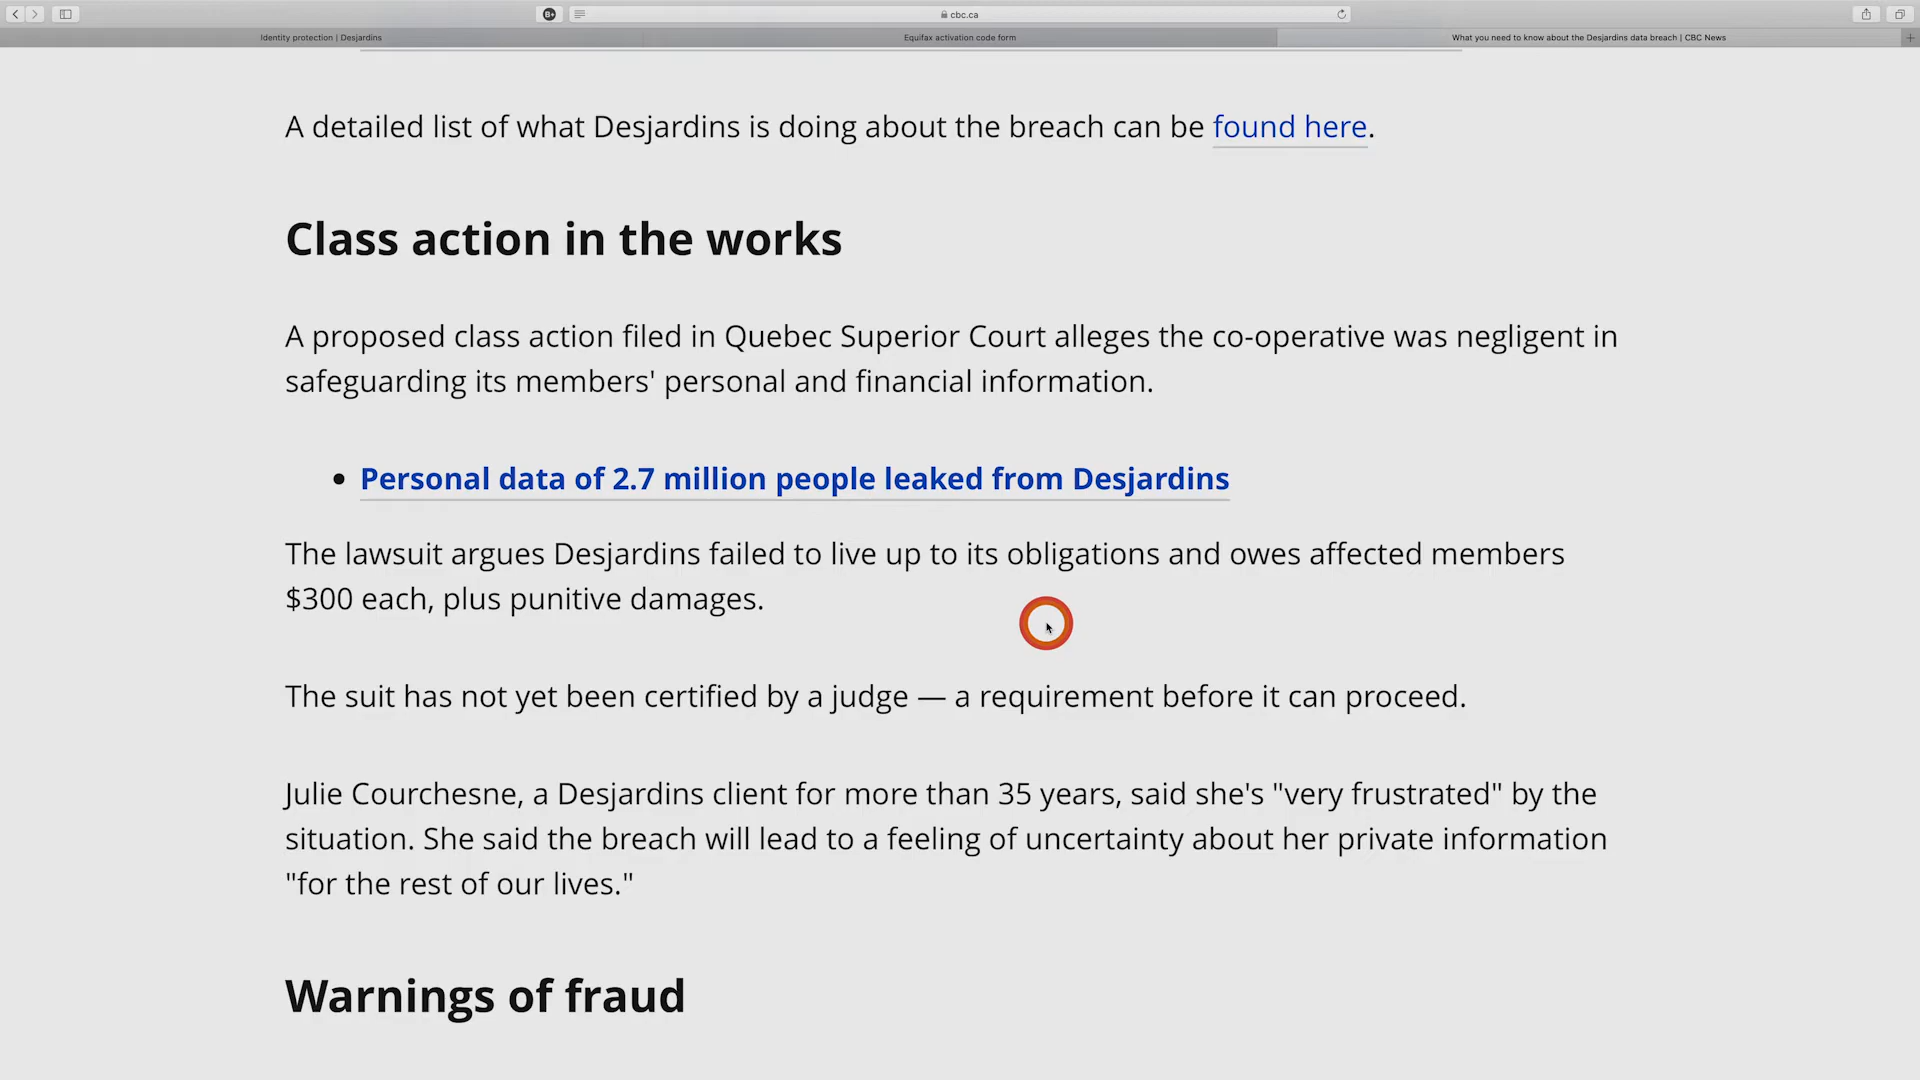 cbc.ca
Identity protection | Desjardins
Equifax activation code form
What you need to know about the Desjardins data breach | CBC News
A detailed list of what Desjardins is doing about the breach can be found here.
Class action in the works
A proposed class action filed in Quebec Superior Court alleges the co-operative was negligent in
safeguarding its members' personal and financial information.
• Personal data of 2.7 million people leaked from Desjardins
The lawsuit argues Desjardins failed to live up to its obligations and owes affected members
$300 each, plus punitive damages.
The suit has not yet been certified by a judge — a requirement before it can proceed.
Julie Courchesne, a Desjardins client for more than 35 years, said she's "very frustrated" by the
situation. She said the breach will lead to a feeling of uncertainty about her private information
"for the rest of our lives."
Warnings of fraud